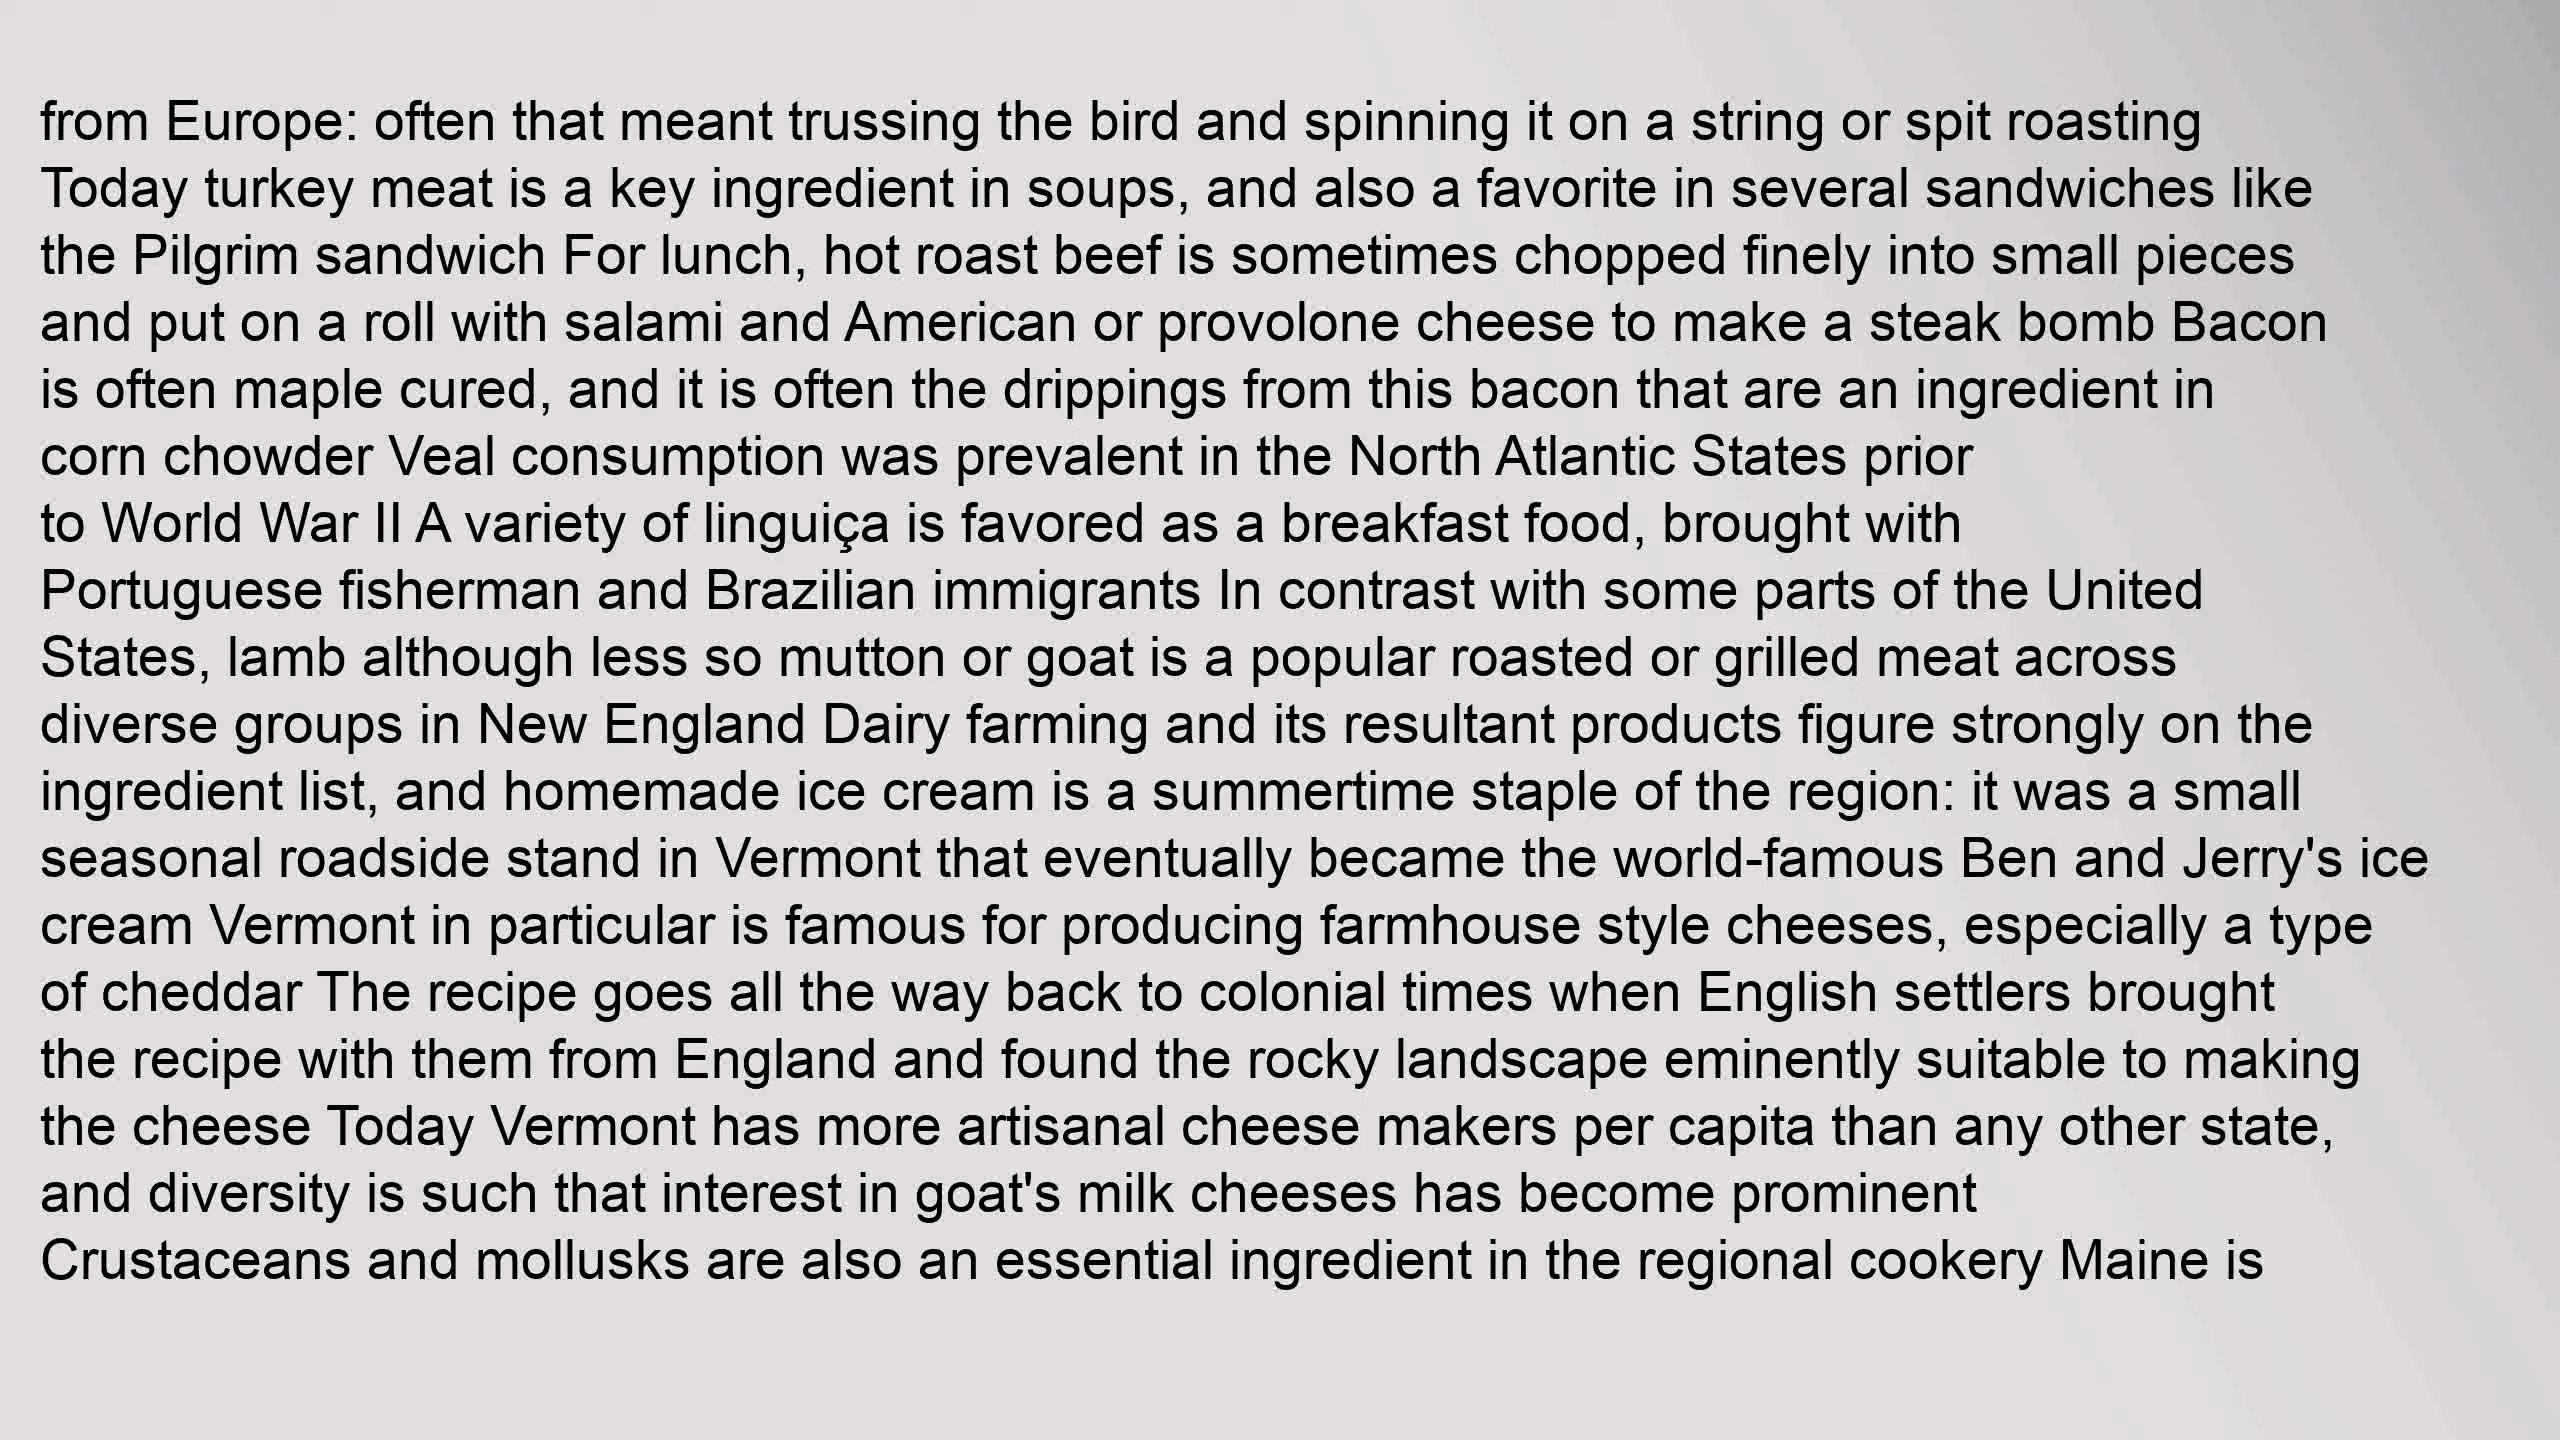 from Europe: often that meant trussing the bird and spinning it on a string or spit roasting
Today turkey meat is a key ingredient in soups, and also a favorite in several sandwiches like
the Pilgrim sandwich For lunch, hot roast beef is sometimes chopped finely into small pieces
and put on a roll with salami and American or provolone cheese to make a steak bomb Bacon
is often maple cured, and it is often the drippings from this bacon that are an ingredient in
corn chowder Veal consumption was prevalent in the North Atlantic States prior
to World War II A variety of linguiça is favored as a breakfast food, brought with
Portuguese fisherman and Brazilian immigrants In contrast with some parts of the United
States, lamb although less so mutton or goat is a popular roasted or grilled meat across
diverse groups in New England Dairy farming and its resultant products figure strongly on the
ingredient list, and homemade ice cream is a summertime staple of the region: it was a small
seasonal roadside stand in Vermont that eventually became the world-famous Ben and Jerry's ice
cream Vermont in particular is famous for producing farmhouse style cheeses, especially a type
of cheddar The recipe goes all the way back to colonial times when English settlers brought
the recipe with them from England and found the rocky landscape eminently suitable to making
the cheese Today Vermont has more artisanal cheese makers per capita than any other state,
and diversity is such that interest in goat's milk cheeses has become prominent
Crustaceans and mollusks are also an essential ingredient in the regional cookery Maine is